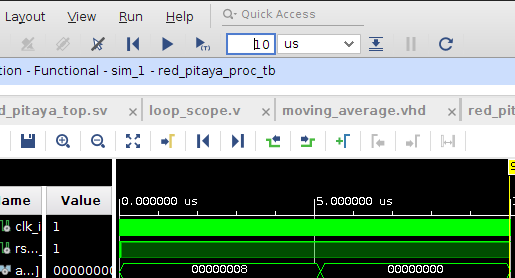 Layout View Run Help Q- Quick Access
(T) 10 us
tion - Functional - sim_1 - red_pitaya_proc_tb
d_pitaya_top.sv × loop_scope.v × moving_average.vhd × red_pit
ame Value 0.000000 us 5.000000 us
clk_i 1
rs..._ 1
a...] 00000000 00000008 00000000